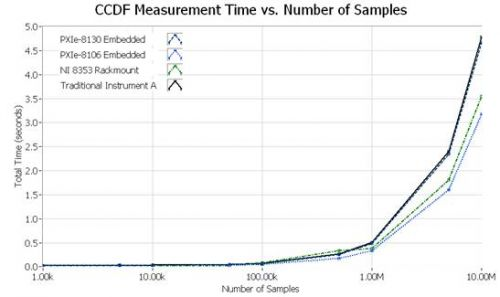 CCDF Measurement Time vs. Number of Samples
PXIe-8130 Embedded
PXIe-8106 Embedded
NI 8353 Rackmount
Traditional Instrument A
Total Time (seconds)
5.0
4.5
4.0
3.5
3.0
2.5
2.0
1.5
1.0
0.5
0.0
1.00k
10.00k
100.00k
1.00M
10.00M
Number of Samples